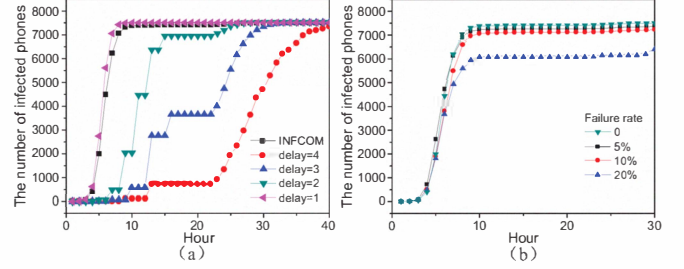 The number of infected phones
8000
7000
6000
5000
4000
3000
2000
1000
0
INFCOM
delay=4
delay=3
delay=2
delay=1
0 10 20 30 40
Hour
(a)
The number of infected phones
8000
7000
6000
5000
4000
3000
2000
1000
0
Failure rate
0
5%
10%
20%
0 10 20 30
Hour
(b)